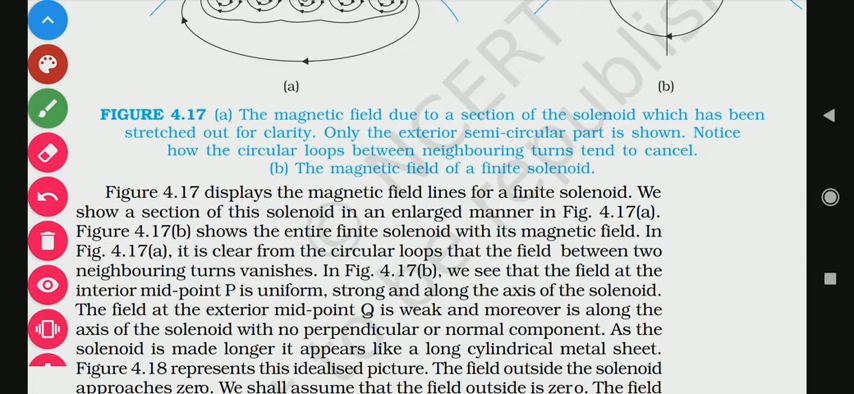 (a)
(b)
FIGURE 4.17 (a) The magnetic field due to a section of the solenoid which has been
stretched out for clarity. Only the exterior semi-circular part is shown. Notice
how the circular loops between neighbouring turns tend to cancel.
(b) The magnetic field of a finite solenoid.
Figure 4.17 displays the magnetic field lines for a finite solenoid. We
show a section of this solenoid in an enlarged manner in Fig. 4.17(a).
Figure 4.17(b) shows the entire finite solenoid with its magnetic field. In
Fig. 4.17(a), it is clear from the circular loops that the field between two
neighbouring turns vanishes. In Fig. 4.17(b), we see that the field at the
interior mid-point P is uniform, strong and along the axis of the solenoid.
The field at the exterior mid-point Q is weak and moreover is along the
axis of the solenoid with no perpendicular or normal component. As the
solenoid is made longer it appears like a long cylindrical metal sheet.
Figure 4.18 represents this idealised picture. The field outside the solenoid
approaches zero. We shall assume that the field outside is zero. The field
© NCERT
to be republis